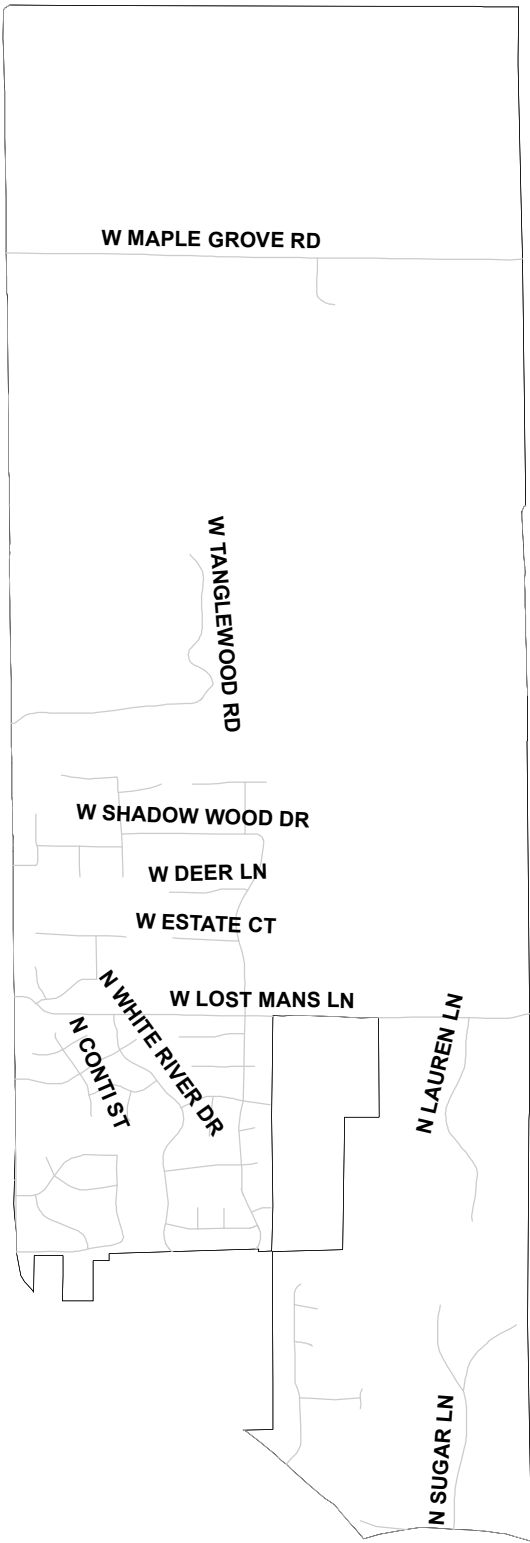 W MAPLE GROVE RD
W TANGLEWOOD RD
W SHADOW WOOD DR
W DEER LN
W ESTATE CT
W LOST MANS LN
N WHITE RIVER DR
N CONTI ST
N LAUREN LN
N SUGAR LN